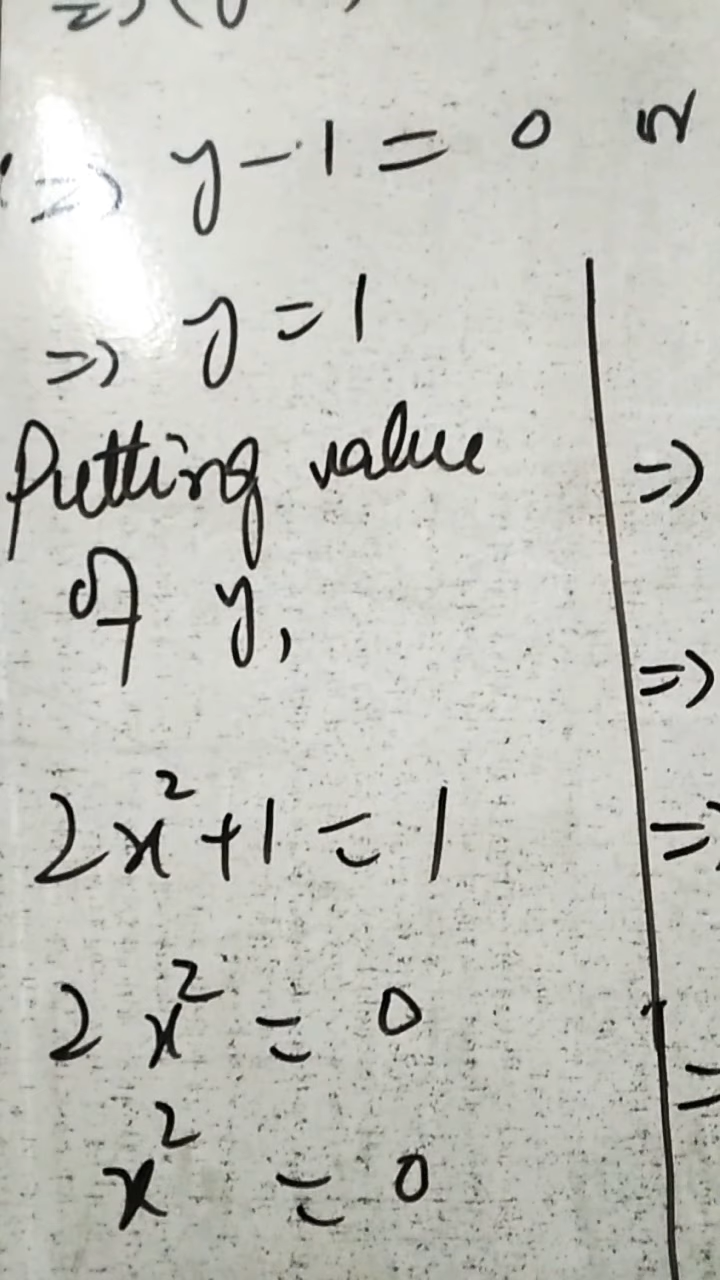 => y - 1 = 0 or
=> y = 1
Putting value
of y,
2x² + 1 = 1
2x² = 0
x² = 0
=>
=>
=>
=